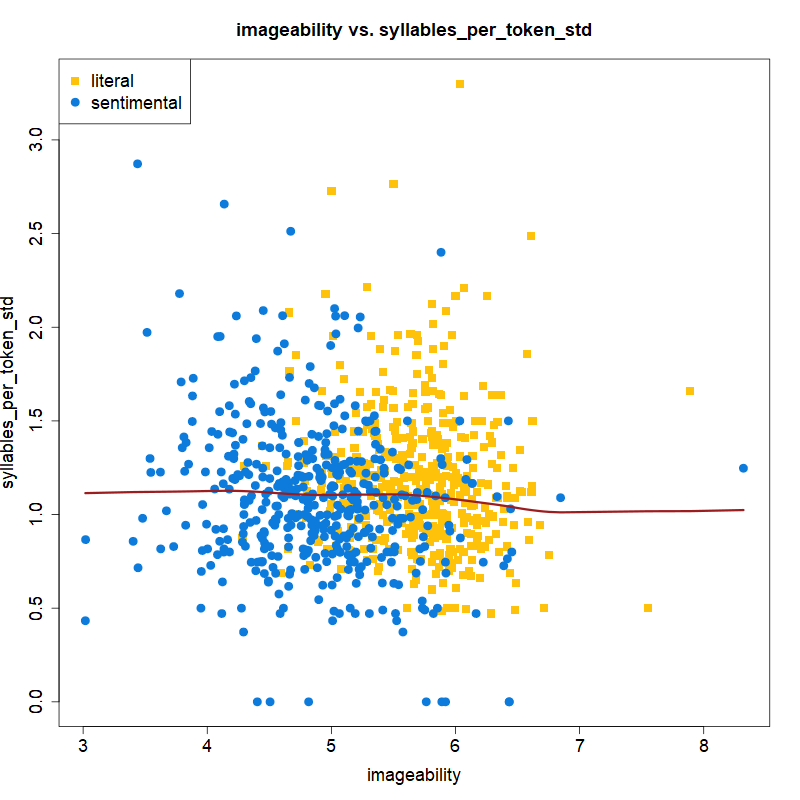 imageability vs. syllables_per_token_std
literal
sentimental
syllables_per_token_std
0.0
0.5
1.0
1.5
2.0
2.5
3.0
3
4
5
6
7
8
imageability